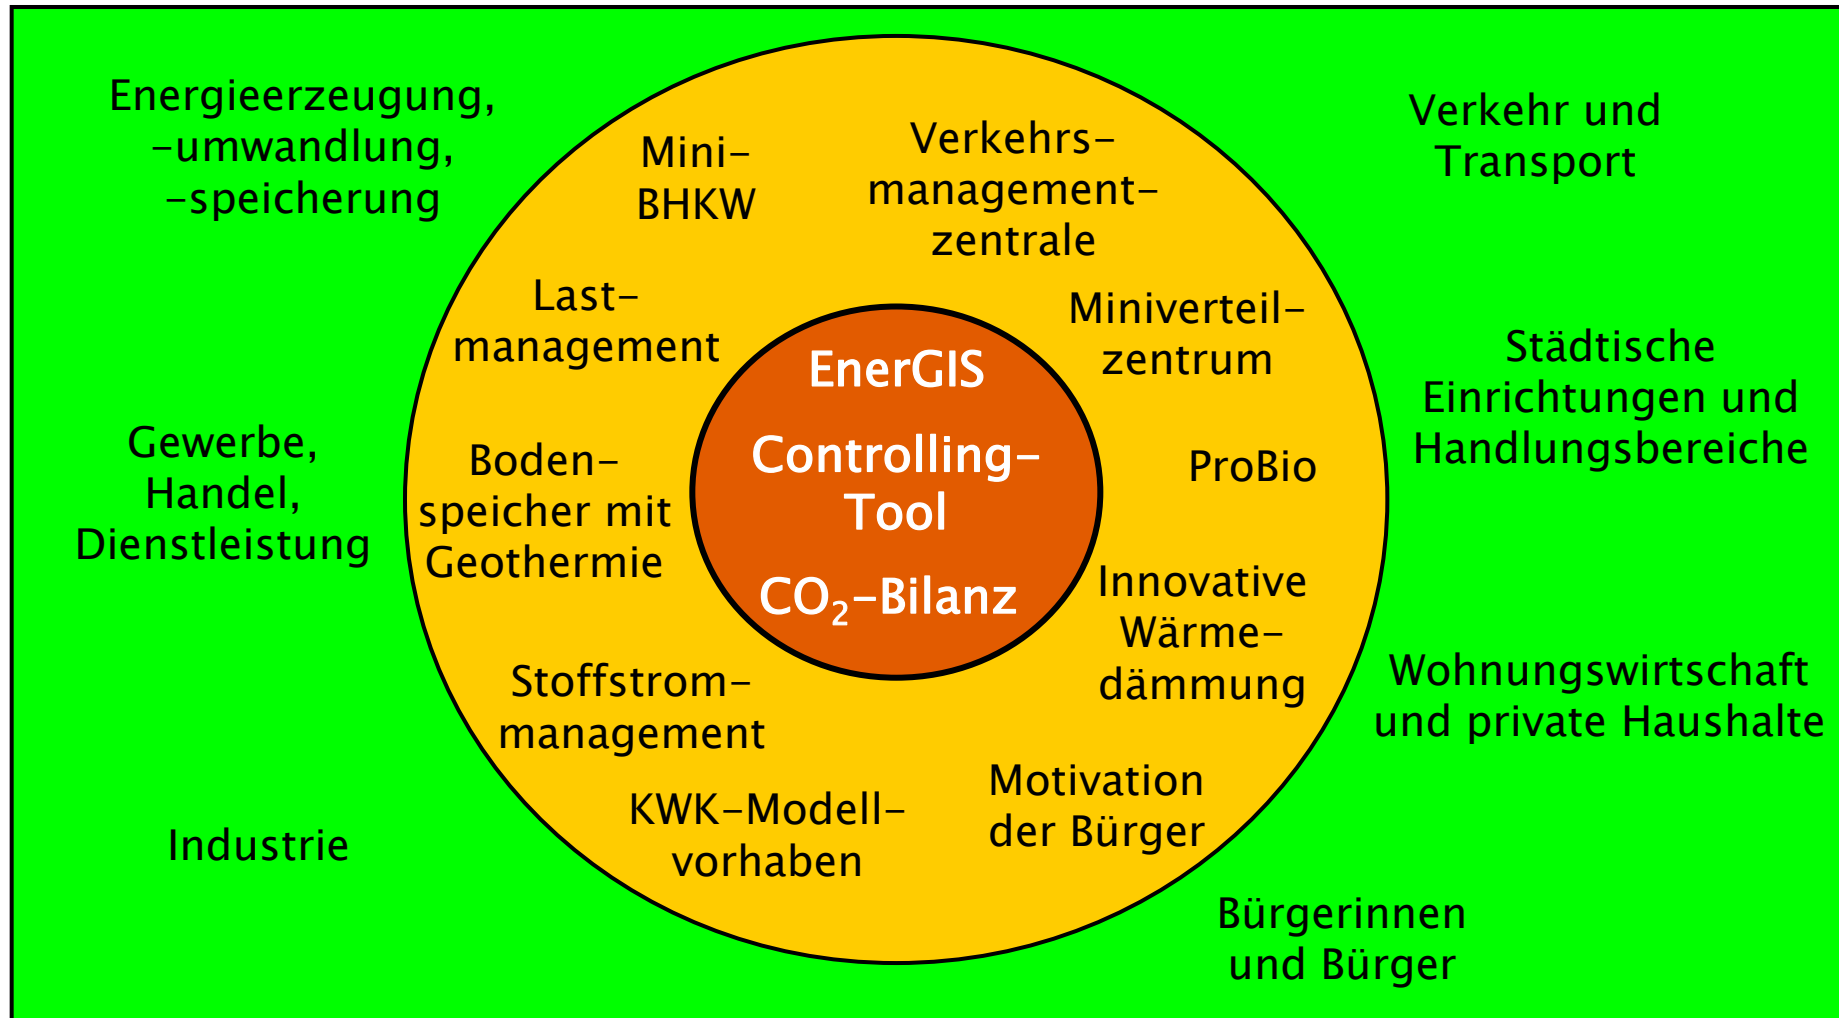 Energieerzeugung,
-umwandlung,
-speicherung
Gewerbe,
Handel,
Dienstleistung
Industrie
Mini-
BHKW
Last-
management
Boden-
speicher mit
Geothermie
Stoffstrom-
management
KWK-Modell-
vorhaben
EnerGIS
Controlling-
Tool
CO₂-Bilanz
Verkehrs-
management-
zentrale
Miniverteil-
zentrum
ProBio
Innovative
Wärme-
dämmung
Motivation
der Bürger
Verkehr und
Transport
Städtische
Einrichtungen und
Handlungsbereiche
Wohnungswirtschaft
und private Haushalte
Bürgerinnen
und Bürger